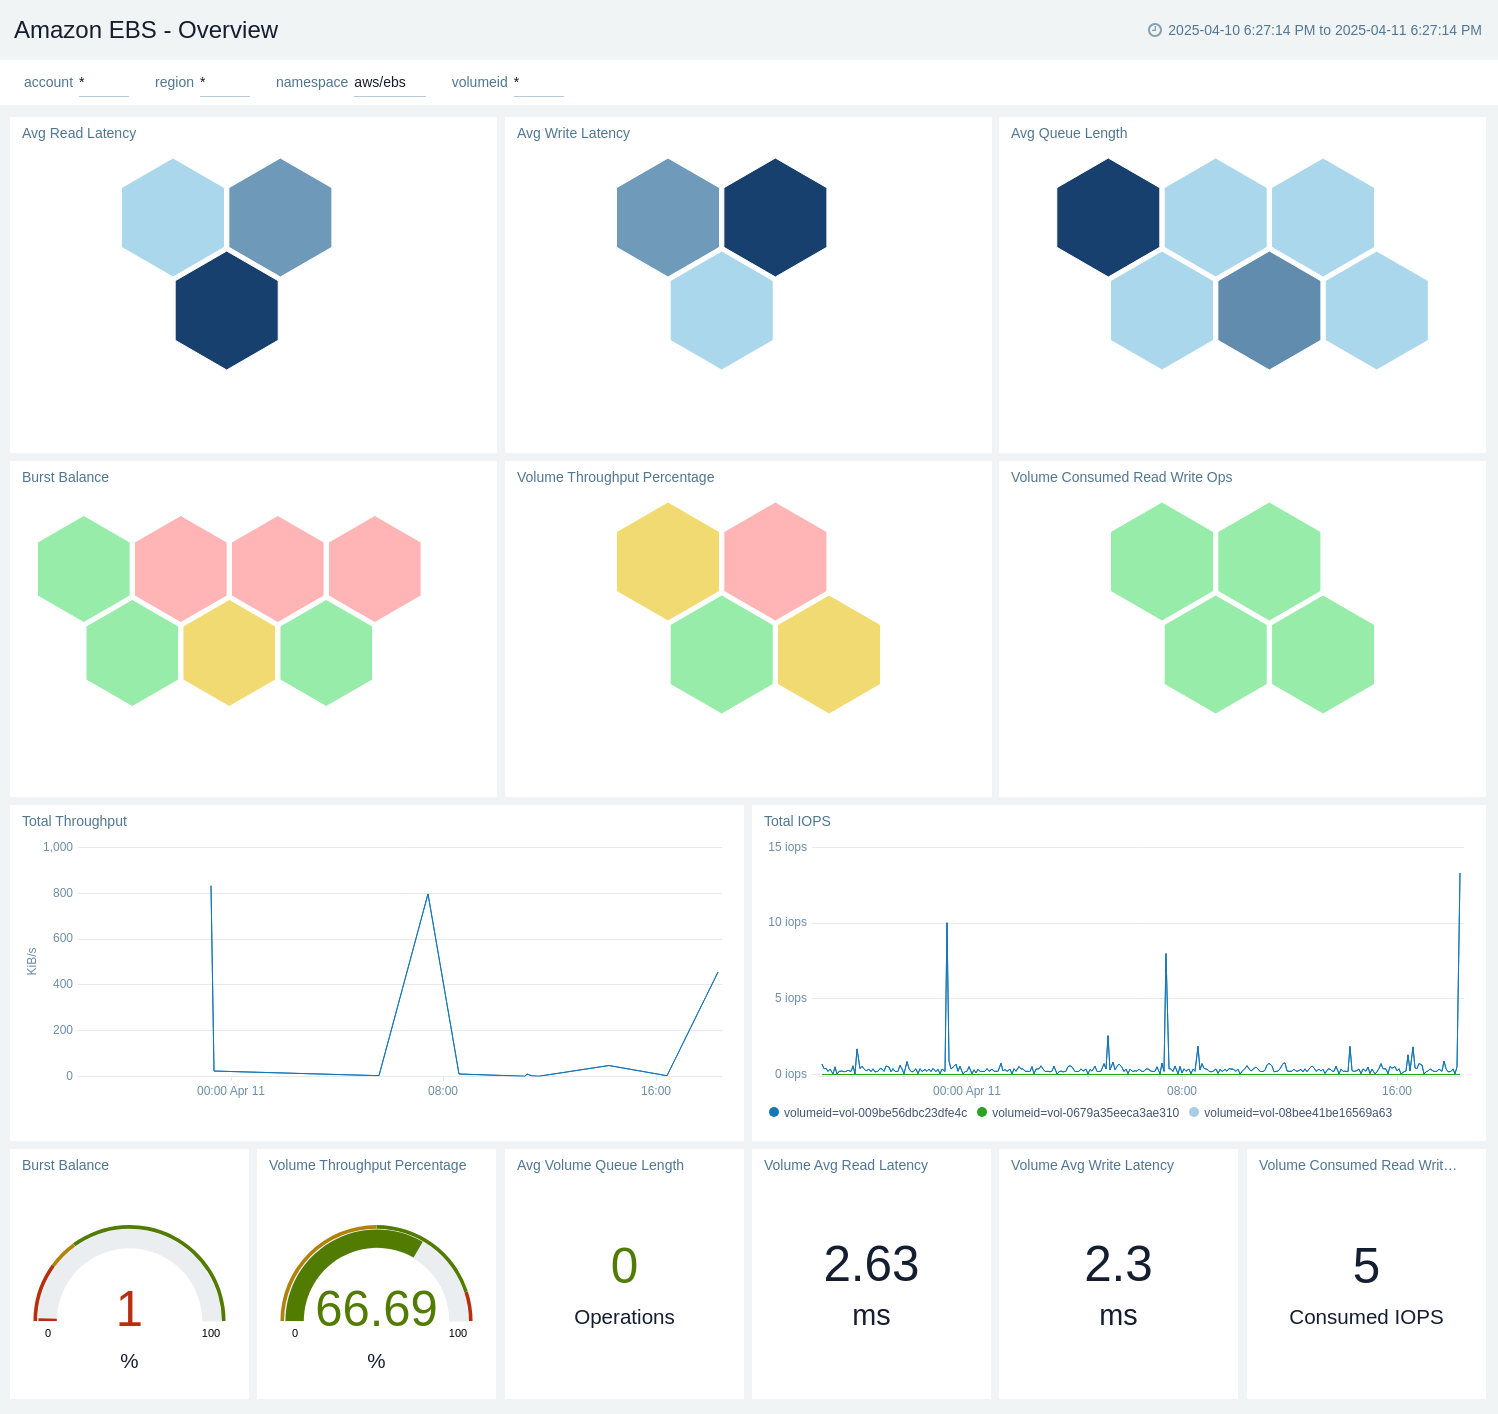 Amazon EBS - Overview
2025-04-10 6:27:14 PM to 2025-04-11 6:27:14 PM
account * region * namespace aws/ebs volumeid *
Avg Read Latency
Avg Write Latency
Avg Queue Length
Burst Balance
Volume Throughput Percentage
Volume Consumed Read Write Ops
Total Throughput
1,000
800
600
400
200
0
KiB/s
00:00 Apr 11 08:00 16:00
Total IOPS
15 iops
10 iops
5 iops
0 iops
00:00 Apr 11 08:00 16:00
volumeid=vol-009be56dbc23dfe4c volumeid=vol-0679a35eeca3ae310 volumeid=vol-08bee41be16569a63
Burst Balance
1
0 100
%
Volume Throughput Percentage
66.69
0 100
%
Avg Volume Queue Length
0
Operations
Volume Avg Read Latency
2.63
ms
Volume Avg Write Latency
2.3
ms
Volume Consumed Read Writ…
5
Consumed IOPS